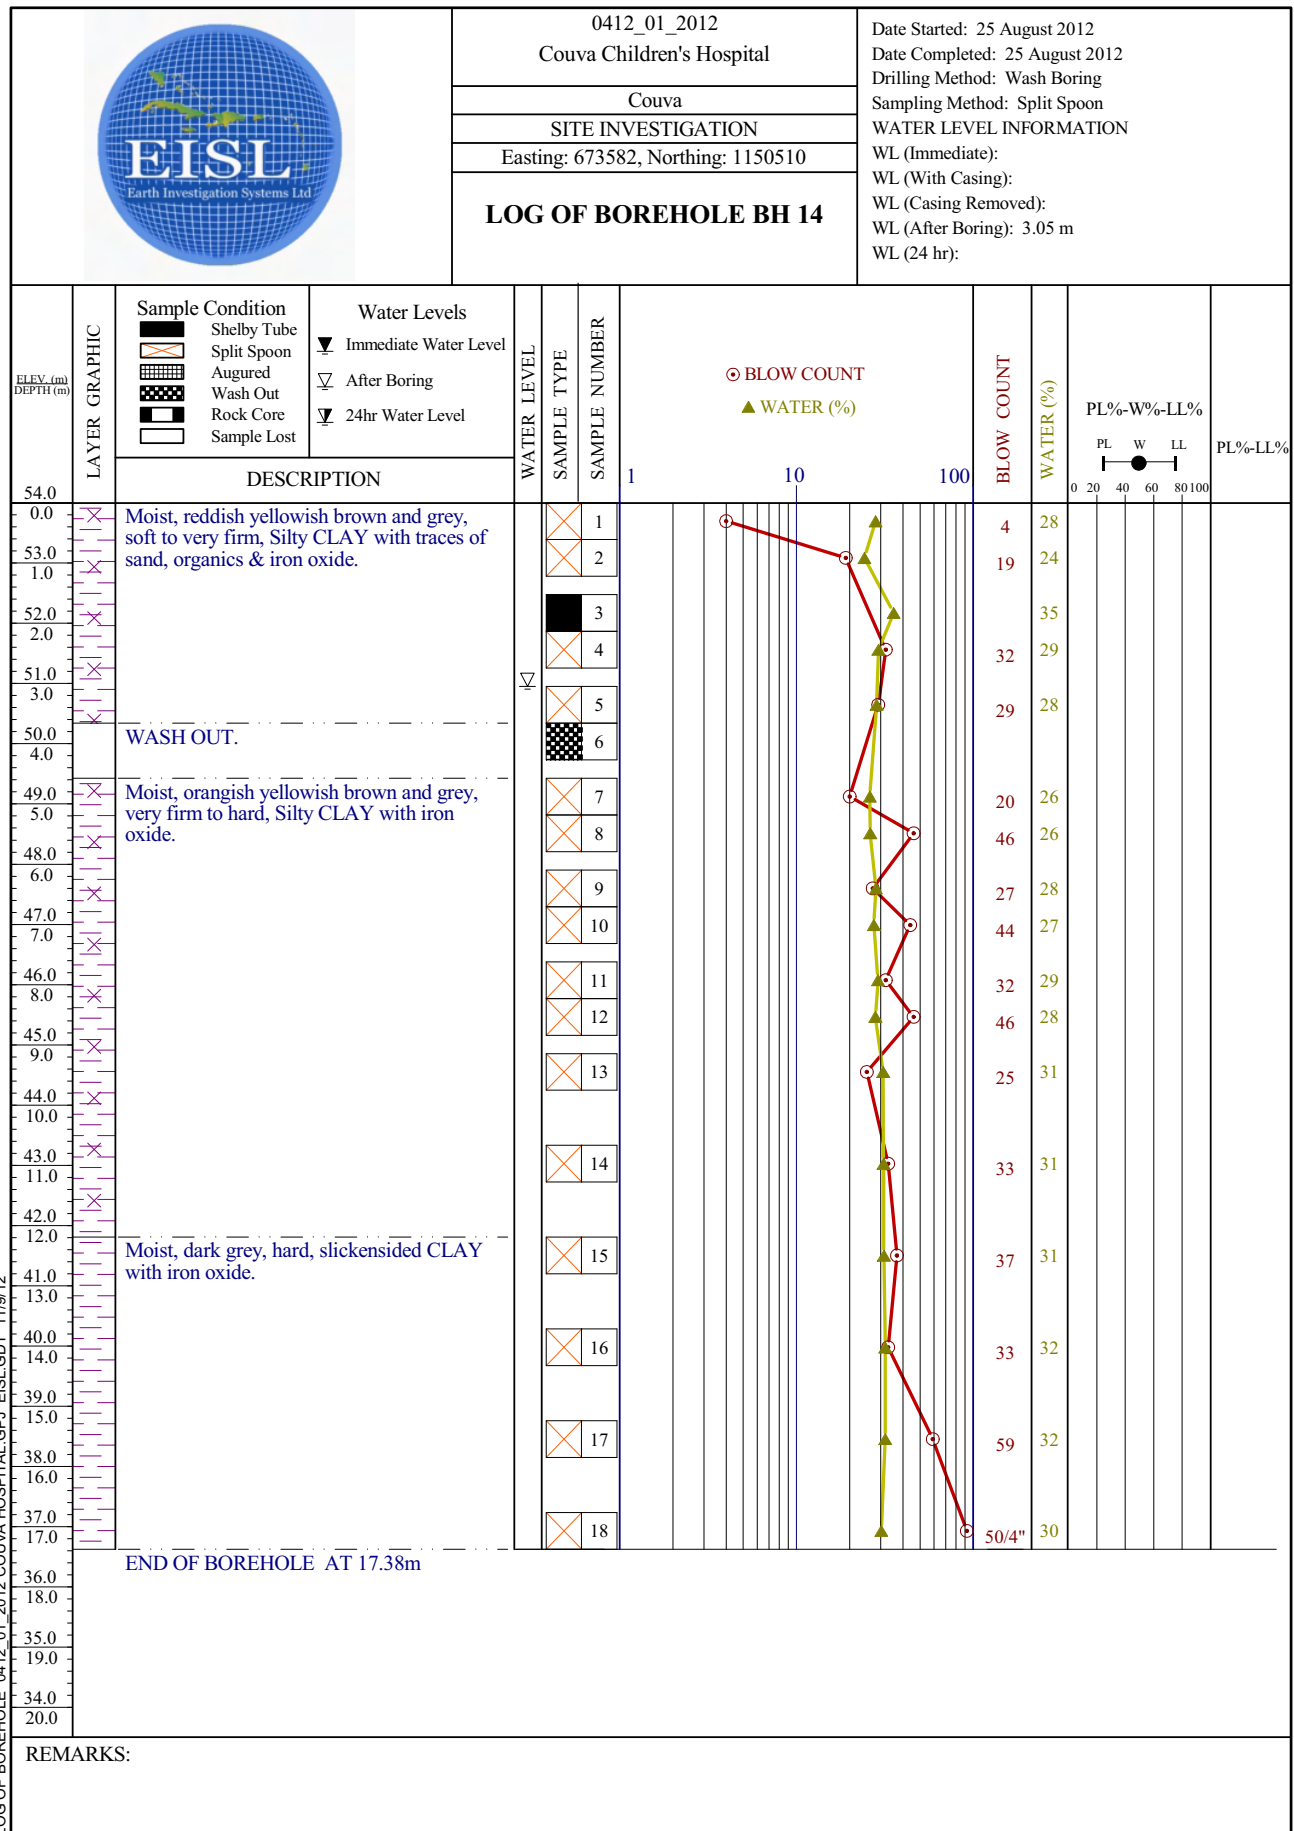 EISL
Earth Investigation Systems Ltd
0412_01_2012
Couva Children's Hospital
Couva
SITE INVESTIGATION
Easting: 673582, Northing: 1150510
LOG OF BOREHOLE BH 14
Date Started: 25 August 2012
Date Completed: 25 August 2012
Drilling Method: Wash Boring
Sampling Method: Split Spoon
WATER LEVEL INFORMATION
WL (Immediate):
WL (With Casing):
WL (Casing Removed):
WL (After Boring): 3.05 m
WL (24 hr):
ELEV. (m)
DEPTH (m)
LAYER GRAPHIC
Sample Condition
Shelby Tube
Split Spoon
Augured
Wash Out
Rock Core
Sample Lost
Water Levels
Immediate Water Level
After Boring
24hr Water Level
DESCRIPTION
WATER LEVEL
SAMPLE TYPE
SAMPLE NUMBER
BLOW COUNT
WATER (%)
1 10 100
BLOW COUNT
WATER (%)
PL%-W%-LL%
PL W LL
0 20 40 60 80 100
PL%-LL%
54.0
0.0
Moist, reddish yellowish brown and grey,
soft to very firm, Silty CLAY with traces of
sand, organics & iron oxide.
1 4 28
53.0
1.0
2 19 24
52.0
2.0
3 35
4 32 29
51.0
3.0
5 29 28
50.0
4.0
WASH OUT.
6
49.0
5.0
Moist, orangish yellowish brown and grey,
very firm to hard, Silty CLAY with iron
oxide.
7 20 26
8 46 26
48.0
6.0
9 27 28
47.0
7.0
10 44 27
46.0
8.0
11 32 29
12 46 28
45.0
9.0
13 25 31
44.0
10.0
43.0
11.0
14 33 31
42.0
12.0
Moist, dark grey, hard, slickensided CLAY
with iron oxide.
15 37 31
41.0
13.0
40.0
14.0
16 33 32
39.0
15.0
17 59 32
38.0
16.0
37.0
17.0
18 50/4" 30
END OF BOREHOLE AT 17.38m
36.0
18.0
35.0
19.0
34.0
20.0
REMARKS:
LOG OF BOREHOLE 0412_01_2012 COUVA HOSPITAL.GPJ EISL.GDT 11/9/12